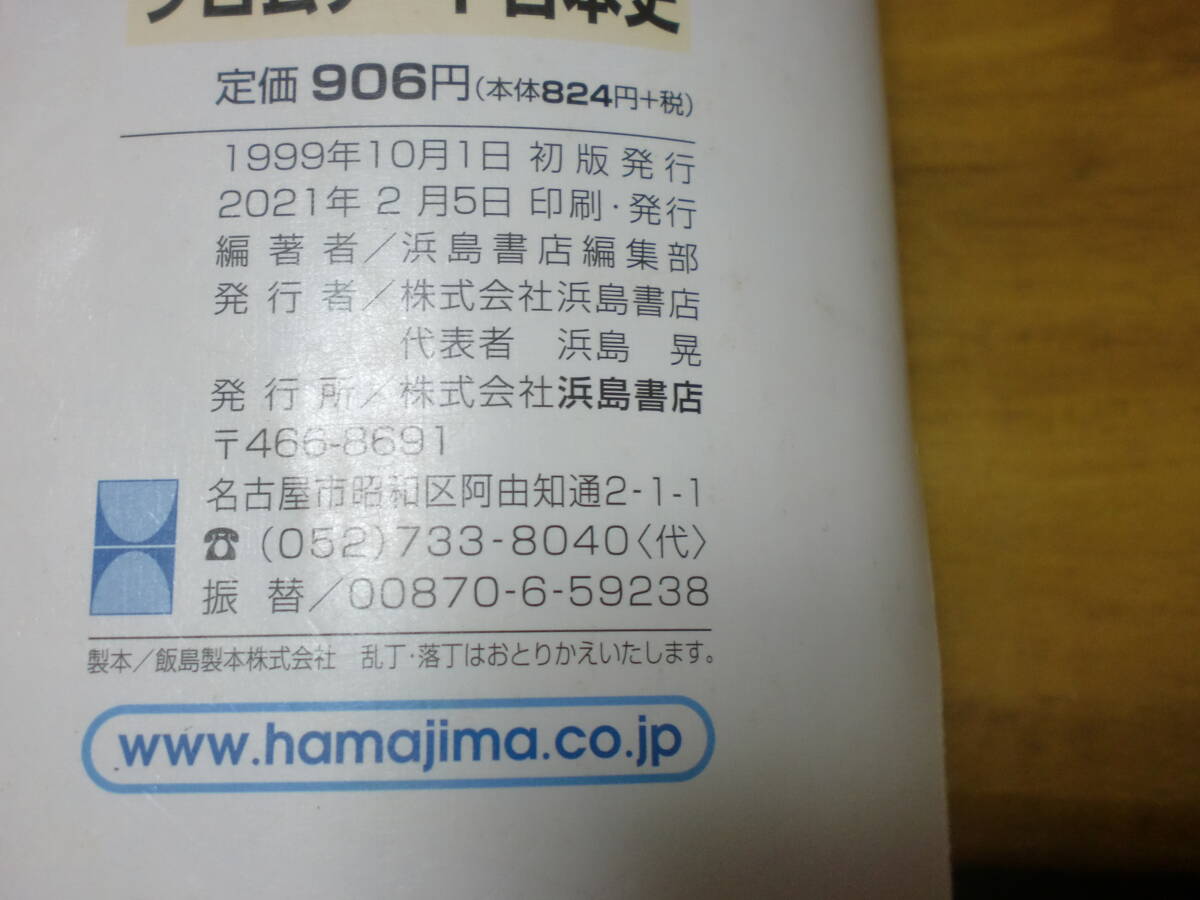 日本史
定価 906円(本体824円+税)
1999年10月1日 初版発行
2021年 2 月5日 印刷・発行
編著者/浜島書店編集部
発行者/株式会社浜島書店
代表者 浜島 晃
発行所/株式会社浜島書店
〒466-8691
名古屋市昭和区阿由知通2-1-1
☎ (052)733-8040〈代〉
振替/00870-6-59238
製本/飯島製本株式会社 乱丁・落丁はおとりかえいたします。
www.hamajima.co.jp